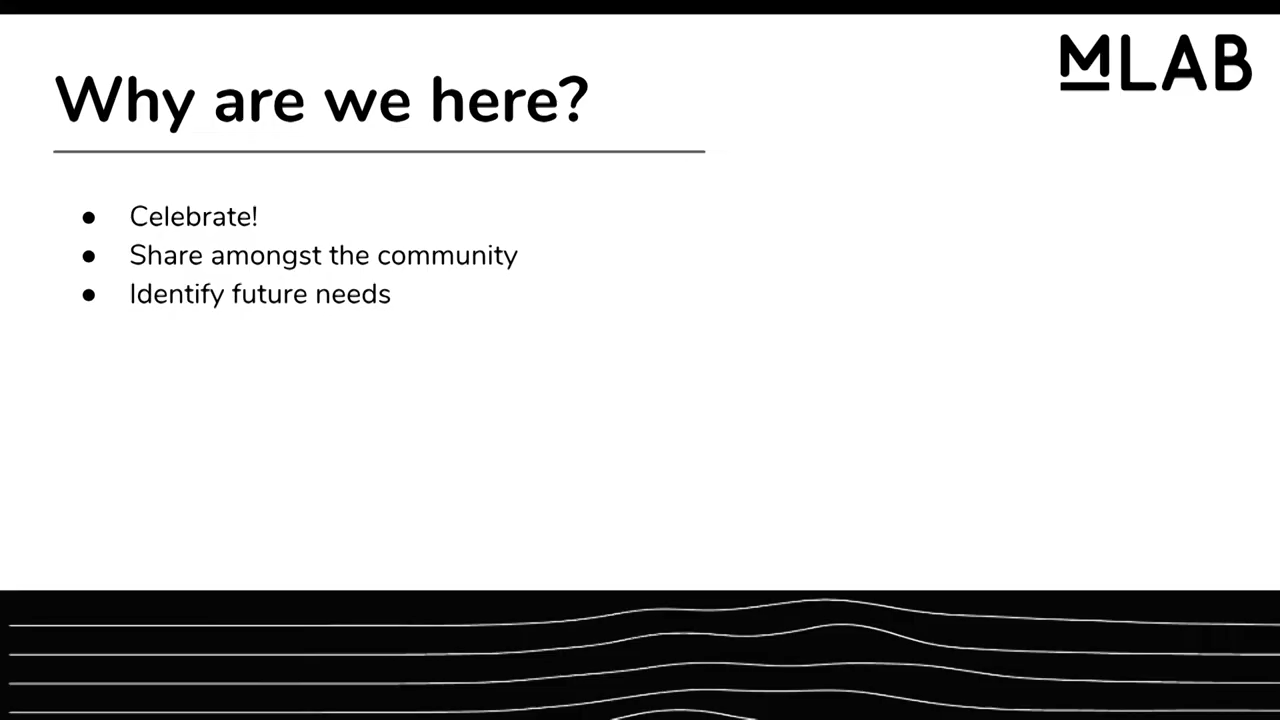 MLAB
Why are we here?
● Celebrate!
● Share amongst the community
● Identify future needs